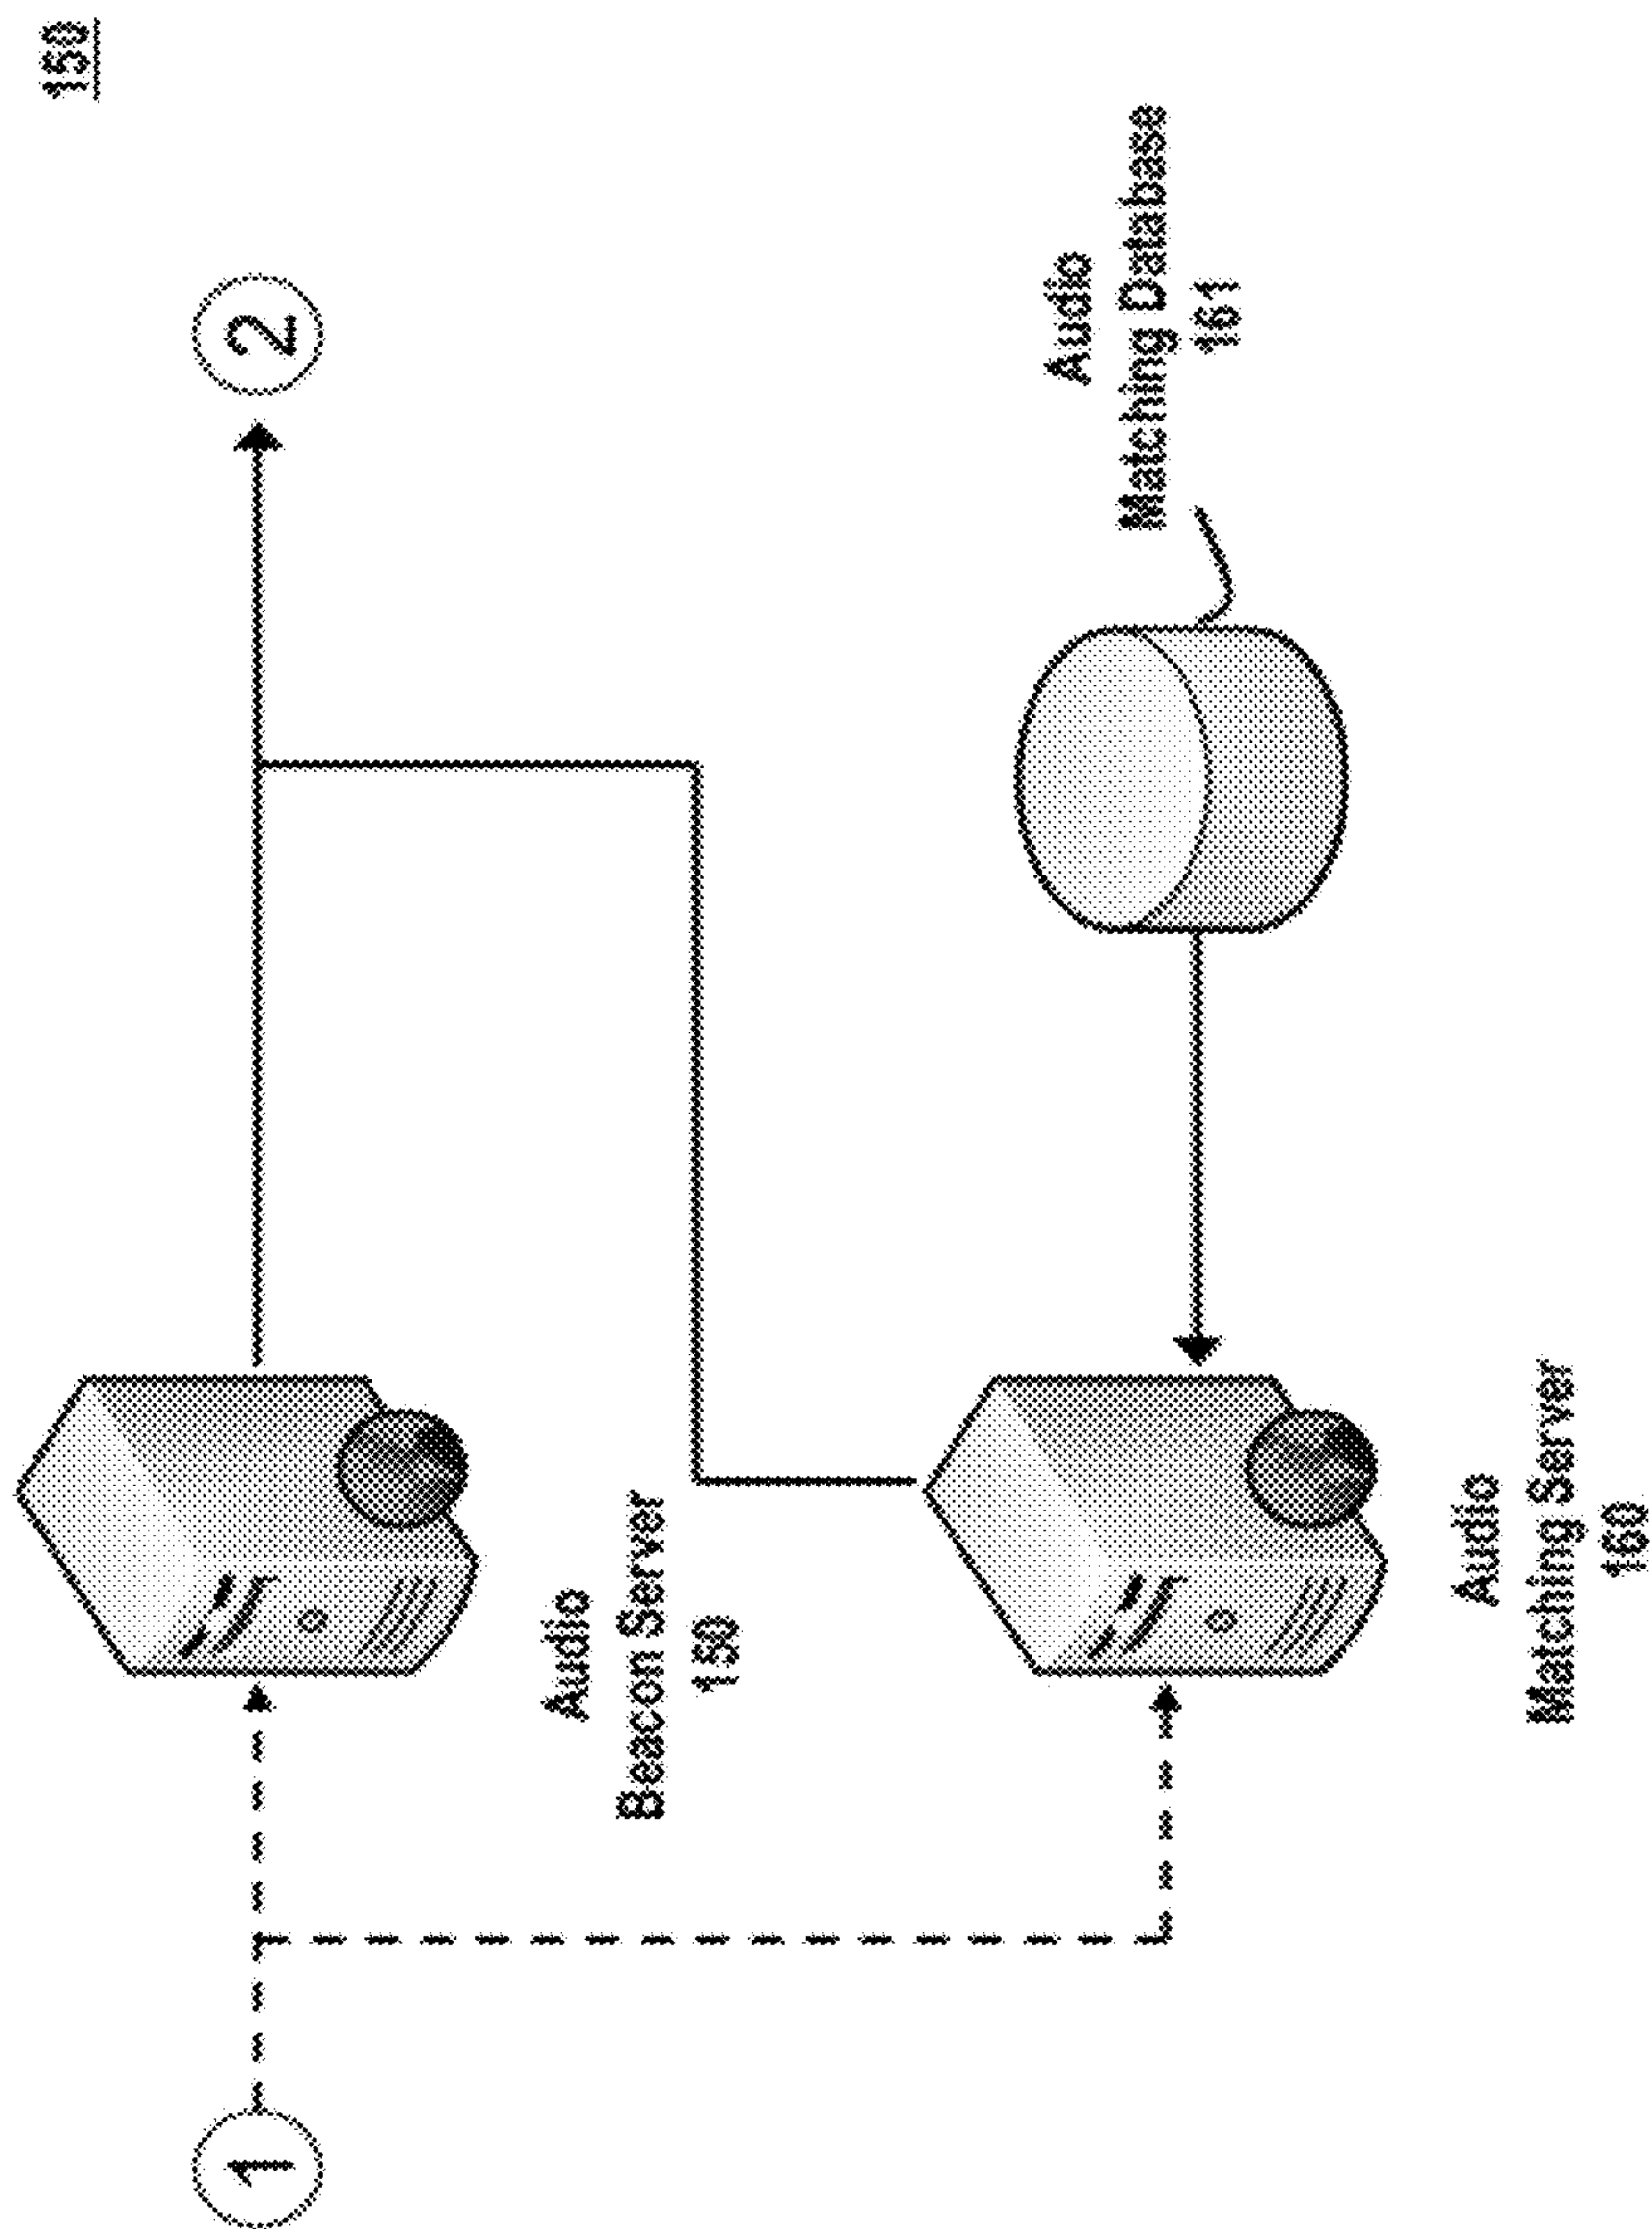 150
1
2
Audio
Beacon Server
150
Audio
Matching Database
161
Audio
Matching Server
160